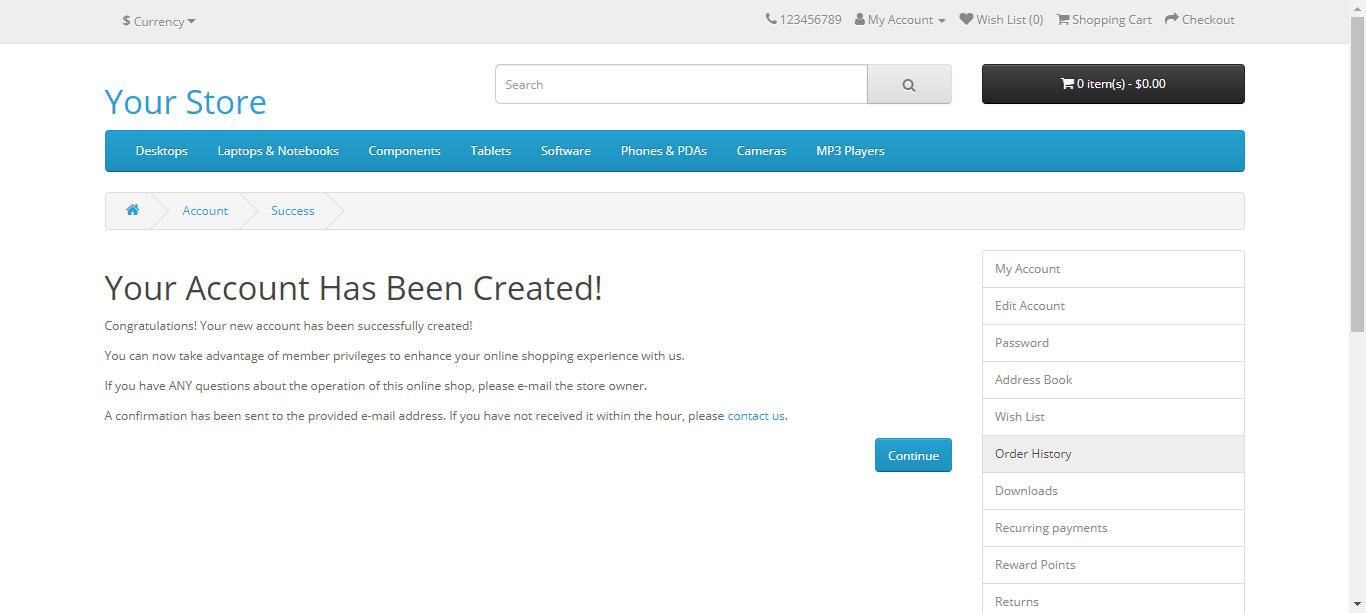 $ Currency
123456789 My Account Wish List (0) Shopping Cart Checkout
Your Store
Search
0 item(s) - $0.00
Desktops Laptops & Notebooks Components Tablets Software Phones & PDAs Cameras MP3 Players
Account Success
Your Account Has Been Created!
Congratulations! Your new account has been successfully created!
You can now take advantage of member privileges to enhance your online shopping experience with us.
If you have ANY questions about the operation of this online shop, please e-mail the store owner.
A confirmation has been sent to the provided e-mail address. If you have not received it within the hour, please contact us.
Continue
My Account
Edit Account
Password
Address Book
Wish List
Order History
Downloads
Recurring payments
Reward Points
Returns